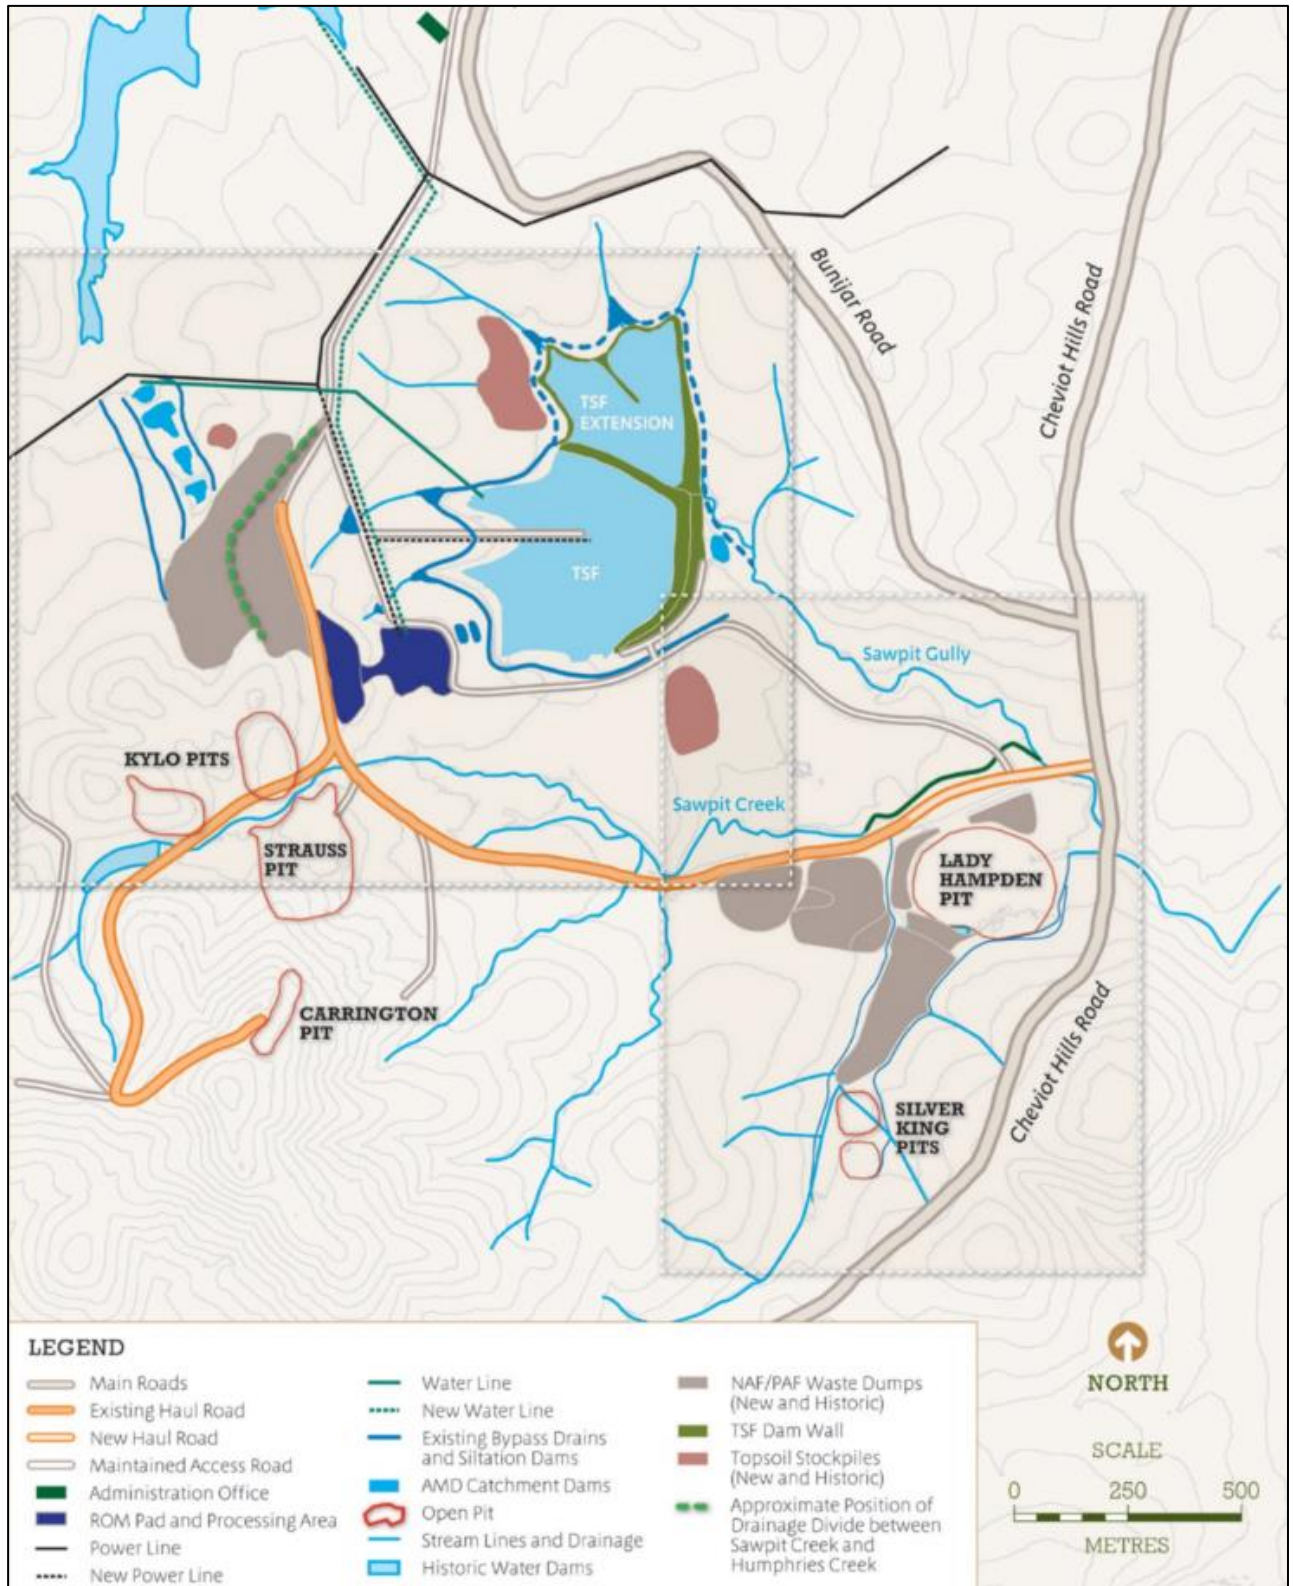 Bunijar Road
Cheviot Hills Road
TSF
EXTENSION
TSF
Sawpit Gully
KYLO PITS
Sawpit Creek
STRAUSS
PIT
LADY
HAMPDEN
PIT
CARRINGTON
PIT
Cheviot Hills Road
SILVER
KING
PITS
LEGEND
Main Roads
Existing Haul Road
New Haul Road
Maintained Access Road
Administration Office
ROM Pad and Processing Area
Power Line
New Power Line
Water Line
New Water Line
Existing Bypass Drains
and Siltation Dams
AMD Catchment Dams
Open Pit
Stream Lines and Drainage
Historic Water Dams
NAF/PAF Waste Dumps
(New and Historic)
TSF Dam Wall
Topsoil Stockpiles
(New and Historic)
Approximate Position of
Drainage Divide between
Sawpit Creek and
Humphries Creek
NORTH
SCALE
0 250 500
METRES